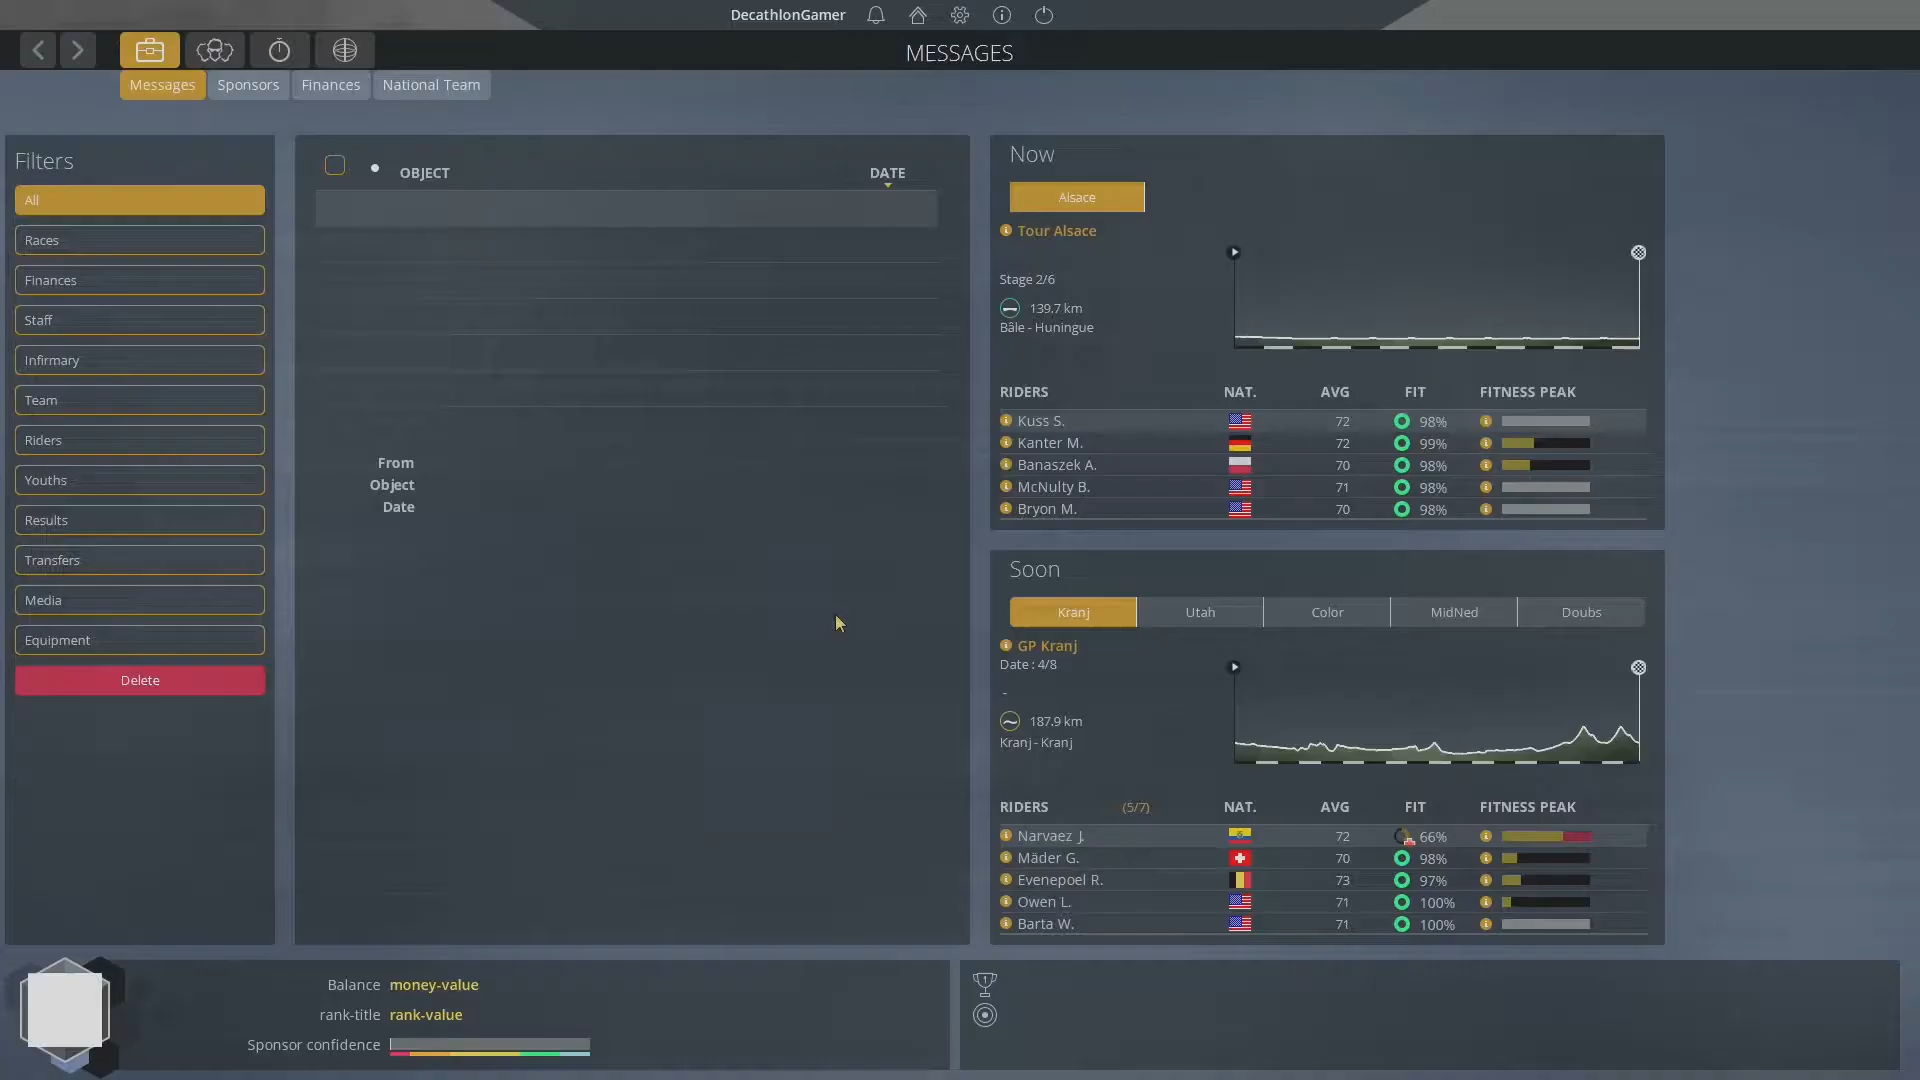 DecathlonGamer
MESSAGES
Messages Sponsors Finances National Team
Filters
All
Races
Finances
Staff
Infirmary
Team
Riders
Youths
Results
Transfers
Media
Equipment
Delete
OBJECT DATE
From
Object
Date
Now
Alsace
Tour Alsace
Stage 2/6
139.7 km
Bâle - Huningue
RIDERS NAT. AVG FIT FITNESS PEAK
Kuss S. 72 98%
Kanter M. 72 99%
Banaszek A. 70 98%
McNulty B. 71 98%
Bryon M. 70 98%
Soon
Kranj Utah Color MidNed Doubs
GP Kranj
Date : 4/8
-
187.9 km
Kranj - Kranj
RIDERS (5/7) NAT. AVG FIT FITNESS PEAK
Narvaez J. 72 66%
Mäder G. 70 98%
Evenepoel R. 73 97%
Owen L. 71 100%
Barta W. 71 100%
Balance money-value
rank-title rank-value
Sponsor confidence